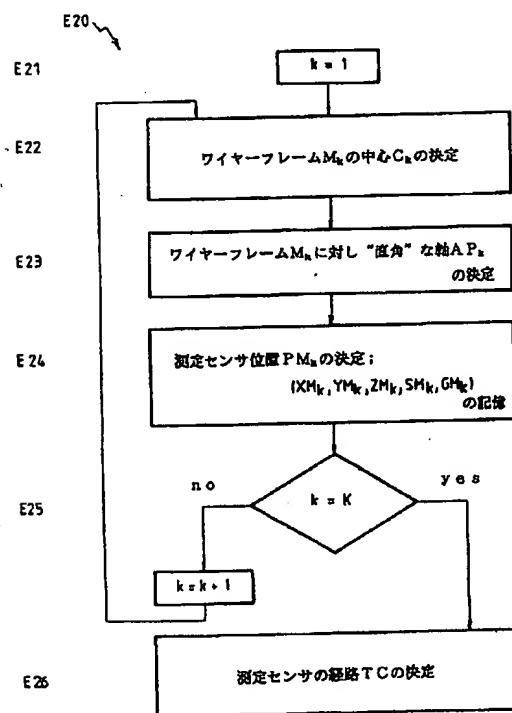 E20
E21
k = 1
E22
ワイヤーフレームMkの中心Ckの決定
E23
ワイヤーフレームMkに対し“直角”な軸APk
の決定
E24
測定センサ位置PMkの決定;
(XMk,YMk,ZMk,SMk,GMk)
の記憶
no
yes
E25
k = K
k=k+1
E26
測定センサの経路TCの決定